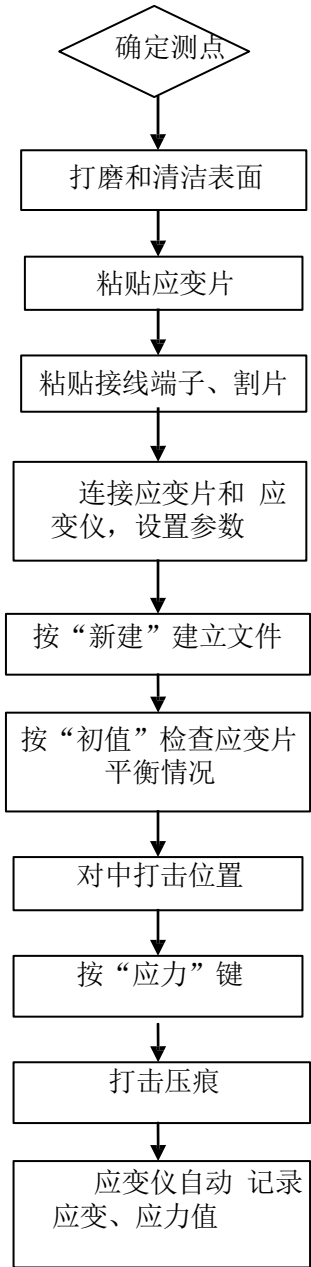 确定测点
打磨和清洁表面
粘贴应变片
粘贴接线端子、割片
连接应变片和 应
变仪，设置参数
按“新建”建立文件
按“初值”检查应变片
平衡情况
对中打击位置
按“应力”键
打击压痕
应变仪自动 记录
应变、应力值